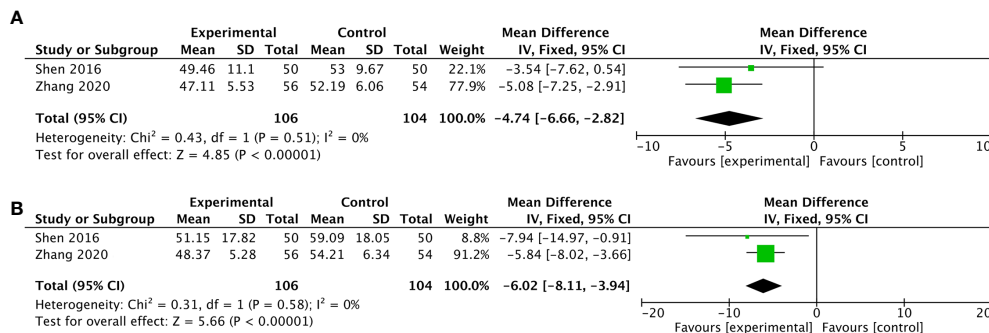 A
Experimental Control Mean Difference Mean Difference
Study or Subgroup Mean SD Total Mean SD Total Weight IV, Fixed, 95% CI IV, Fixed, 95% CI
Shen 2016 49.46 11.1 50 53 9.67 50 22.1% -3.54 [-7.62, 0.54]
Zhang 2020 47.11 5.53 56 52.19 6.06 54 77.9% -5.08 [-7.25, -2.91]
Total (95% CI) 106 104 100.0% -4.74 [-6.66, -2.82]
Heterogeneity: Chi² = 0.43, df = 1 (P = 0.51); I² = 0%
Test for overall effect: Z = 4.85 (P < 0.00001)
-10 -5 0 5 10
Favours [experimental] Favours [control]
B
Experimental Control Mean Difference Mean Difference
Study or Subgroup Mean SD Total Mean SD Total Weight IV, Fixed, 95% CI IV, Fixed, 95% CI
Shen 2016 51.15 17.82 50 59.09 18.05 50 8.8% -7.94 [-14.97, -0.91]
Zhang 2020 48.37 5.28 56 54.21 6.34 54 91.2% -5.84 [-8.02, -3.66]
Total (95% CI) 106 104 100.0% -6.02 [-8.11, -3.94]
Heterogeneity: Chi² = 0.31, df = 1 (P = 0.58); I² = 0%
Test for overall effect: Z = 5.66 (P < 0.00001)
-20 -10 0 10 20
Favours [experimental] Favours [control]